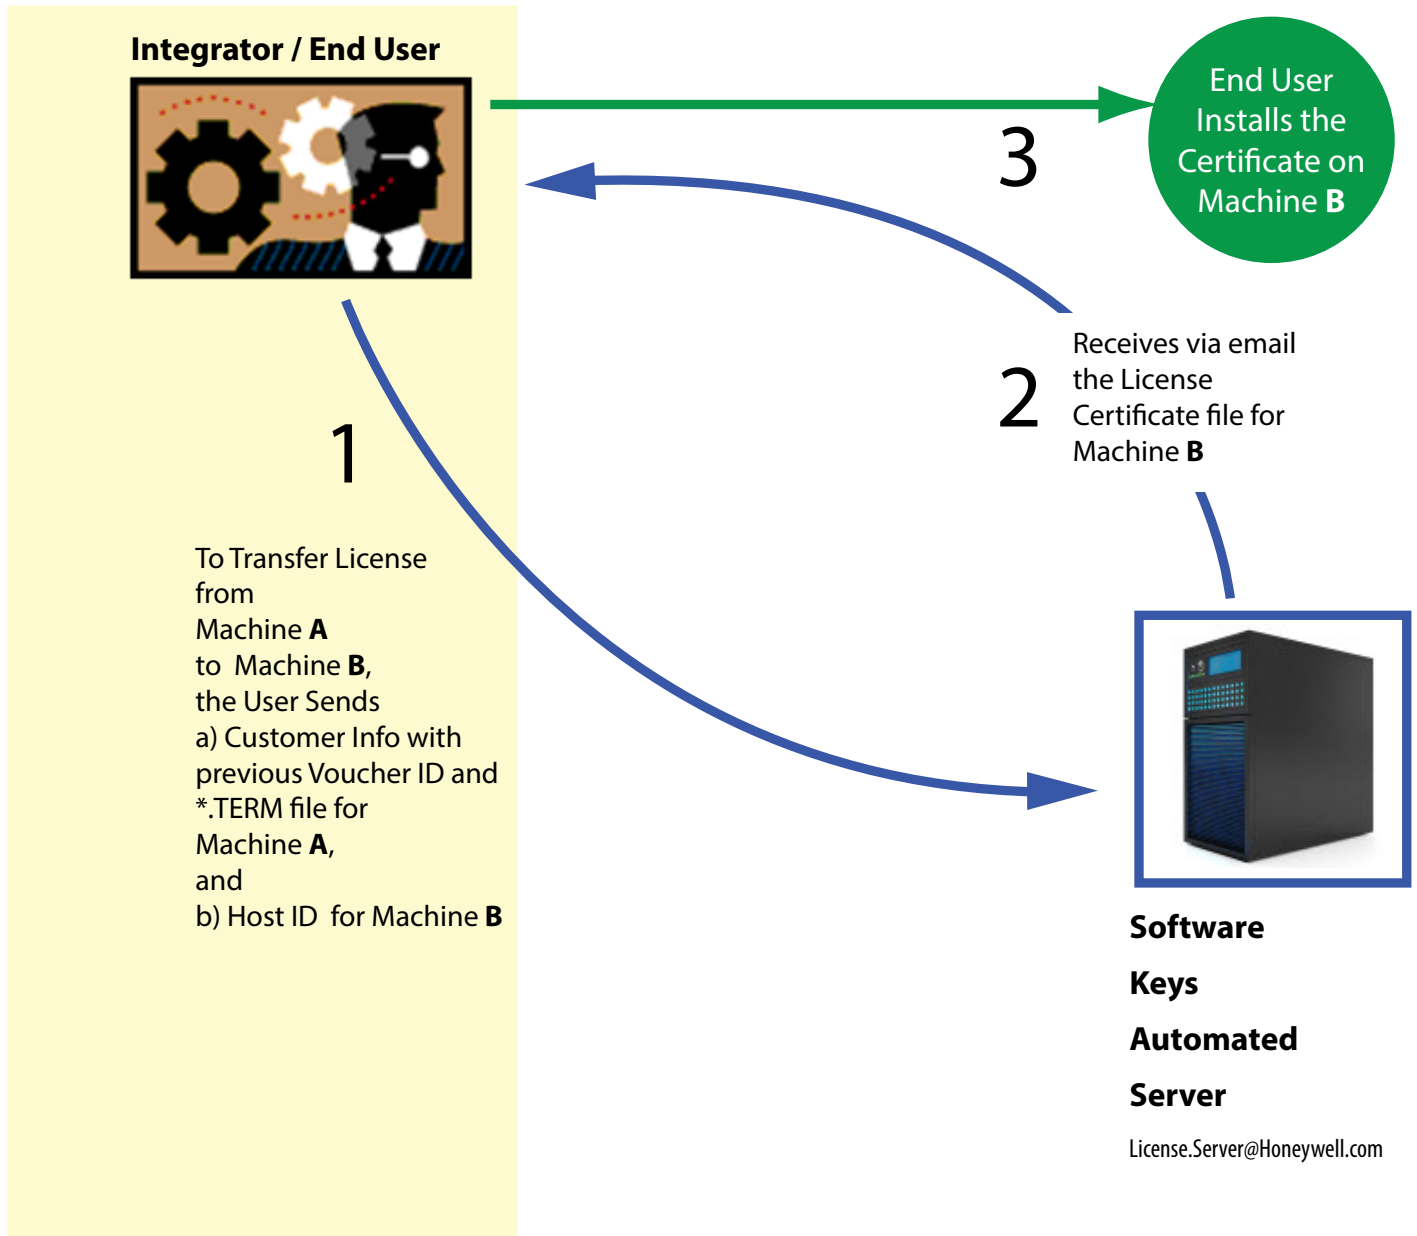 Integrator / End User
1
To Transfer License
from
Machine A
to Machine B,
the User Sends
a) Customer Info with
previous Voucher ID and
*.TERM file for
Machine A,
and
b) Host ID for Machine B
2
Receives via email
the License
Certificate file for
Machine B
3
End User
Installs the
Certificate on
Machine B
Software
Keys
Automated
Server
License.Server@Honeywell.com